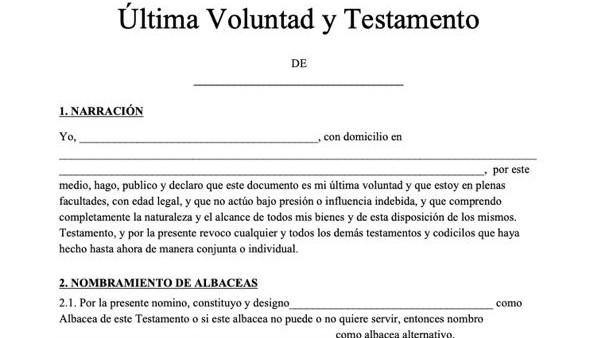 Última Voluntad y Testamento
DE
____________________________________
1. NARRACIÓN
Yo, ________________________________________, con domicilio en
________________________________________________________________________________
_______________________________________________________________________, por este
medio, hago, publico y declaro que este documento es mi última voluntad y que estoy en plenas
facultades, con edad legal, y que no actúo bajo presión o influencia indebida, y que comprendo
completamente la naturaleza y el alcance de todos mis bienes y de esta disposición de los mismos.
Testamento, y por la presente revoco cualquier y todos los demás testamentos y codicilos que haya
hecho hasta ahora de manera conjunta o individual.
2. NOMBRAMIENTO DE ALBACEAS
2.1. Por la presente nomino, constituyo y designo__________________________________ como
Albacea de este Testamento o si este albacea no puede o no quiere servir, entonces nombro
______________________________________________ como albacea alternativo.